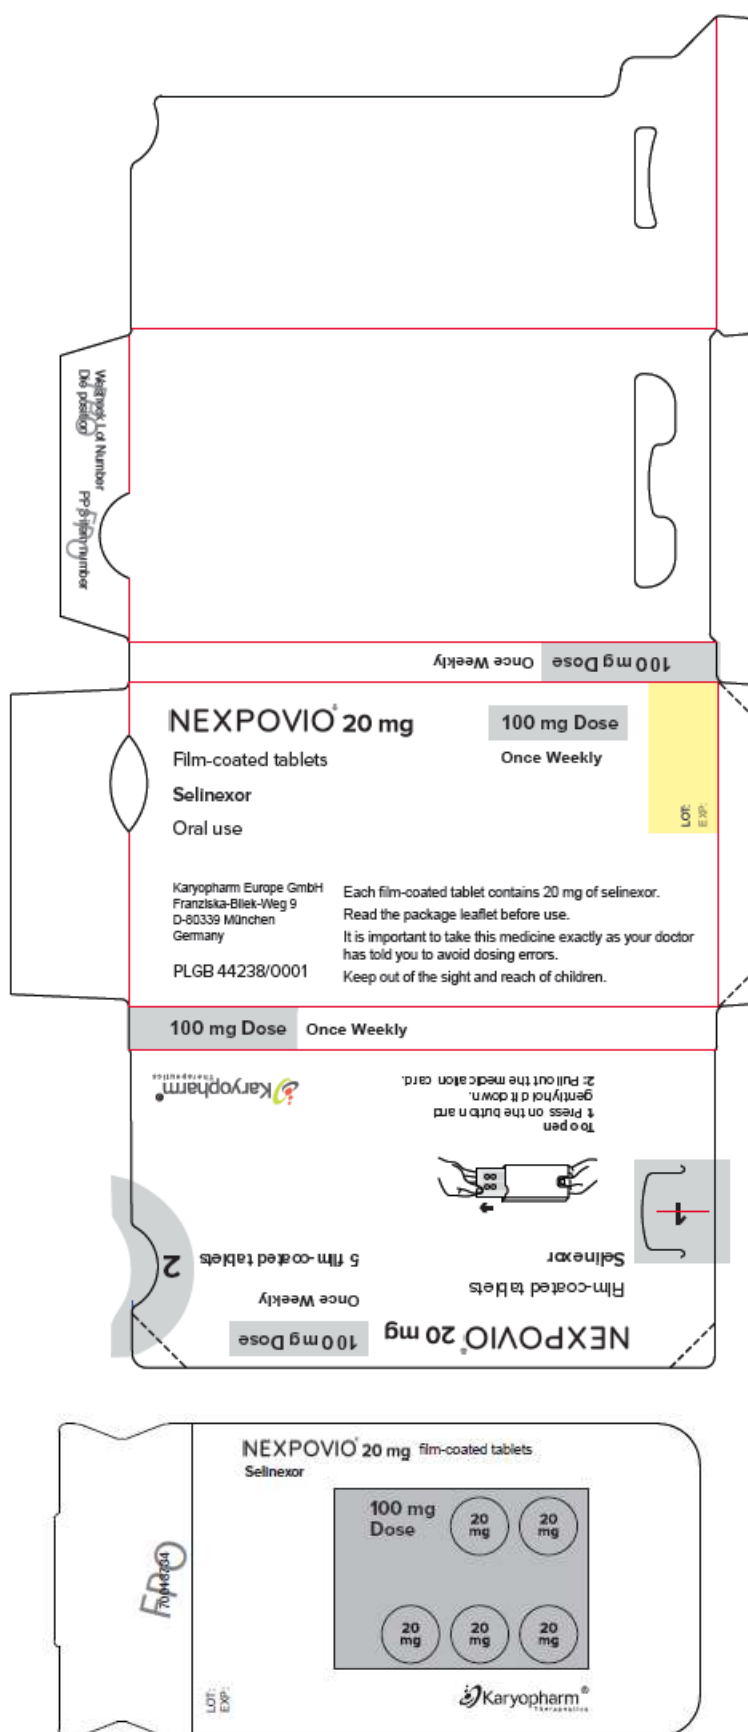 Weisbeek Lot Number
Die position
FPO
PP S item number
FPO
Once Weekly
100 mg Dose
NEXPOVIO® 20 mg
100 mg Dose
Film-coated tablets
Once Weekly
Selinexor
Oral use
LOT:
EXP:
Karyopharm Europe GmbH
Franziska-Bilek-Weg 9
D-80339 München
Germany
PLGB 44238/0001
Each film-coated tablet contains 20 mg of selinexor.
Read the package leaflet before use.
It is important to take this medicine exactly as your doctor
has told you to avoid dosing errors.
Keep out of the sight and reach of children.
100 mg Dose
Once Weekly
NEXPOVIO® 20 mg
100 mg Dose
Film-coated tablets
Once Weekly
Selinexor
5 film-coated tablets
2
1
To open
1 Press on the button and
gently hold it down.
2: Pull out the medication card.
Karyopharm®
Therapeutics
NEXPOVIO® 20 mg film-coated tablets
Selinexor
100 mg
Dose
20
mg
20
mg
20
mg
20
mg
20
mg
FPO
LOT:
EXP:
Karyopharm®
Therapeutics